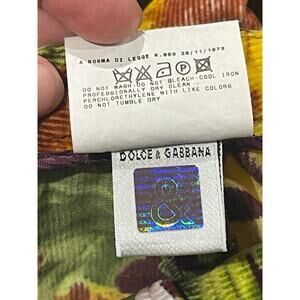 A NORMA DI LEGGE N.883 26/11/1973
DO NOT WASH-DO NOT BLEACH-COOL IRON
PROFESSIONALLY DRY CLEAN
PERCHLORETHYLENE WITH LIKE COLORS
DO NOT TUMBLE DRY
DOLCE & GABBANA
&